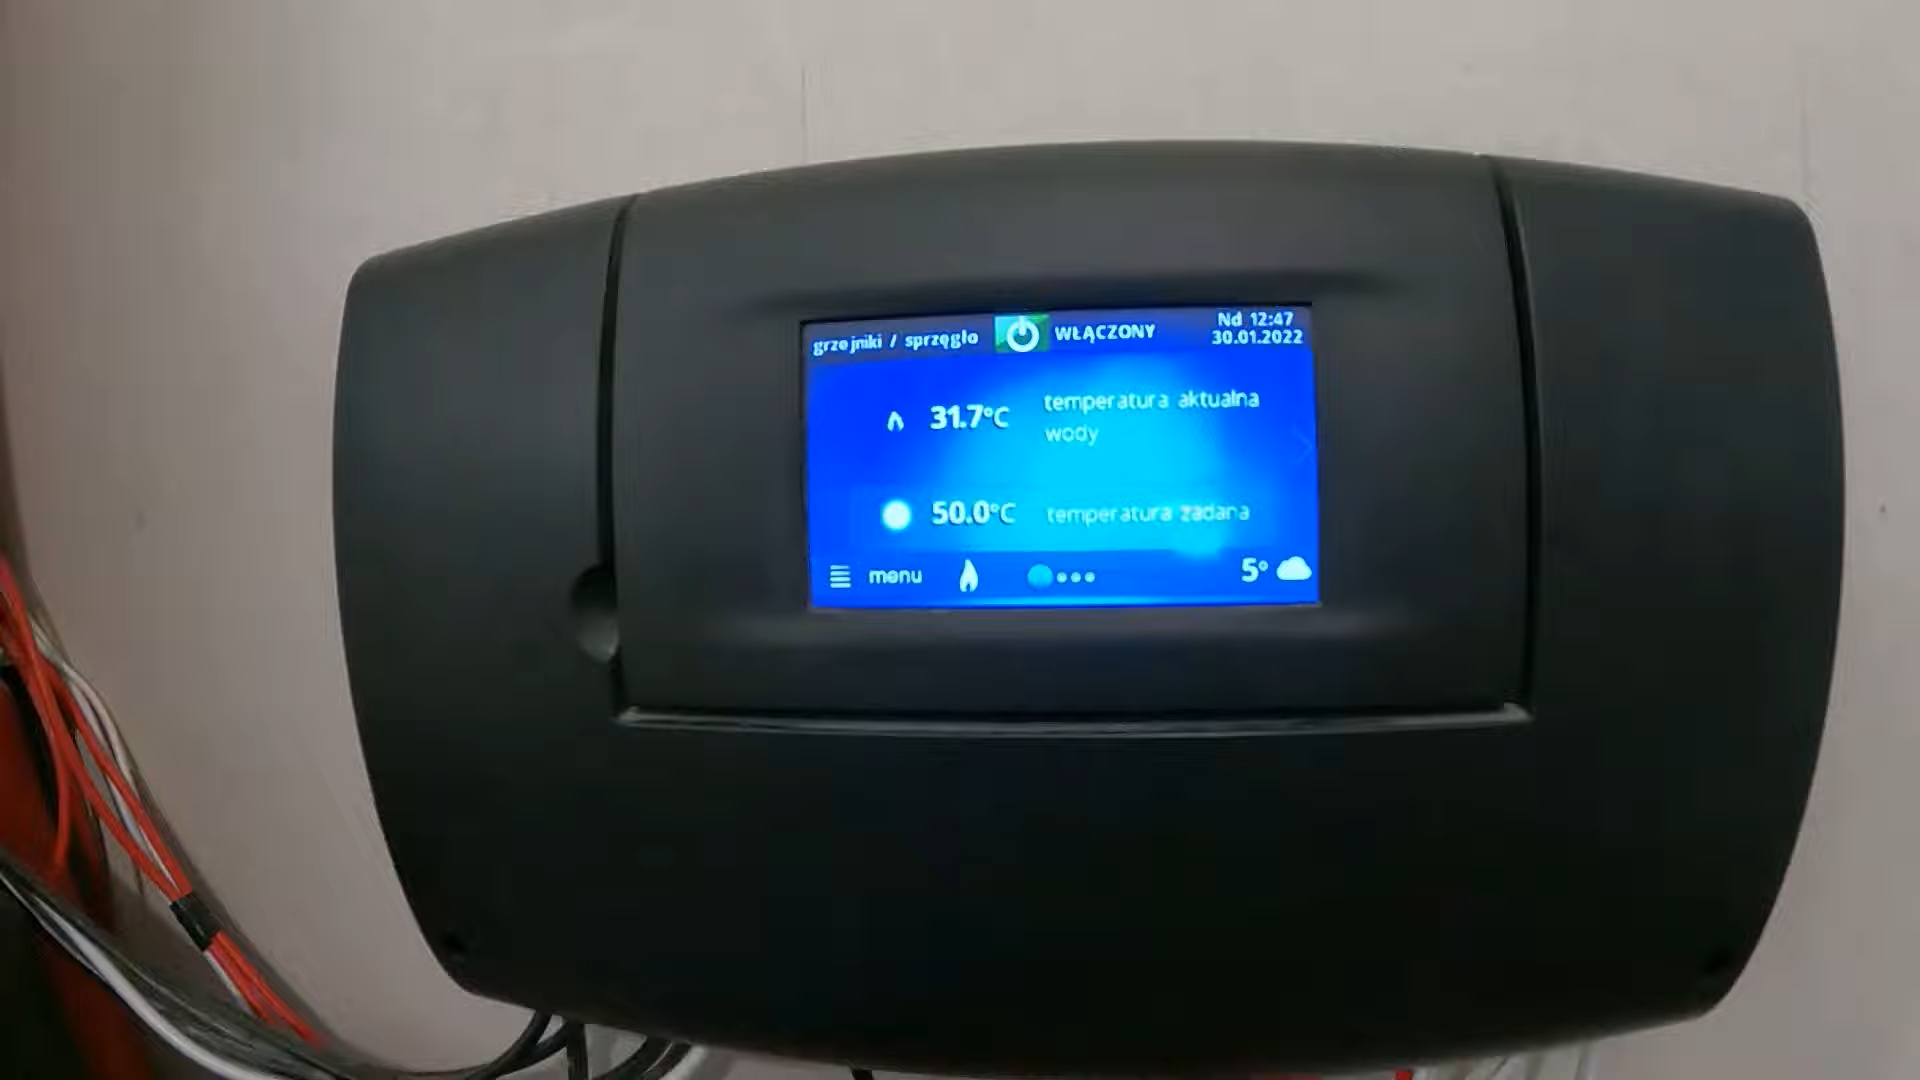 grzejniki / sprzęgło
WŁĄCZONY
Nd 12:47
30.01.2022
31.7°C
temperatura aktualna
wody
50.0°C temperatura zadana
menu
5°